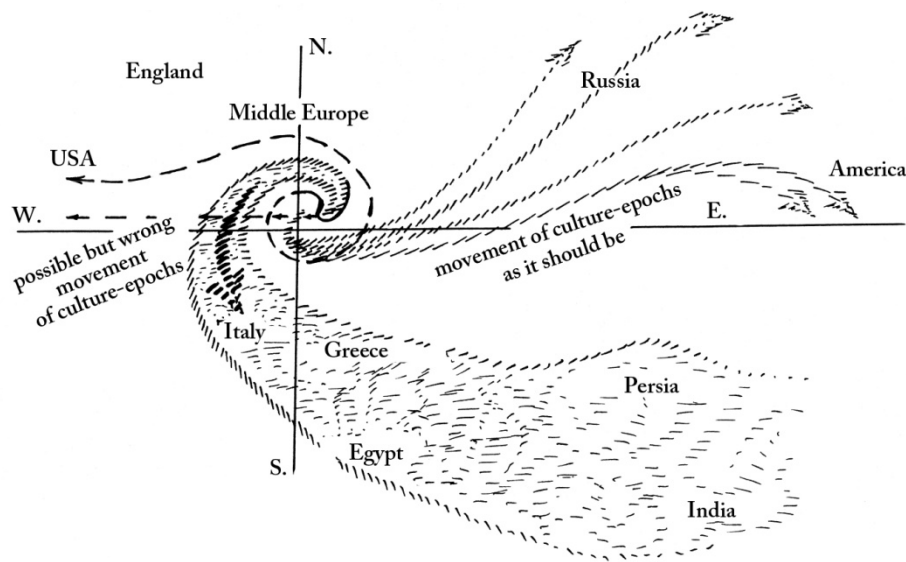 N.
England
Russia
Middle Europe
USA
America
W.
E.
movement of culture-epochs
as it should be
possible but wrong
movement
of culture-epochs
Italy
Greece
Persia
Egypt
S.
India